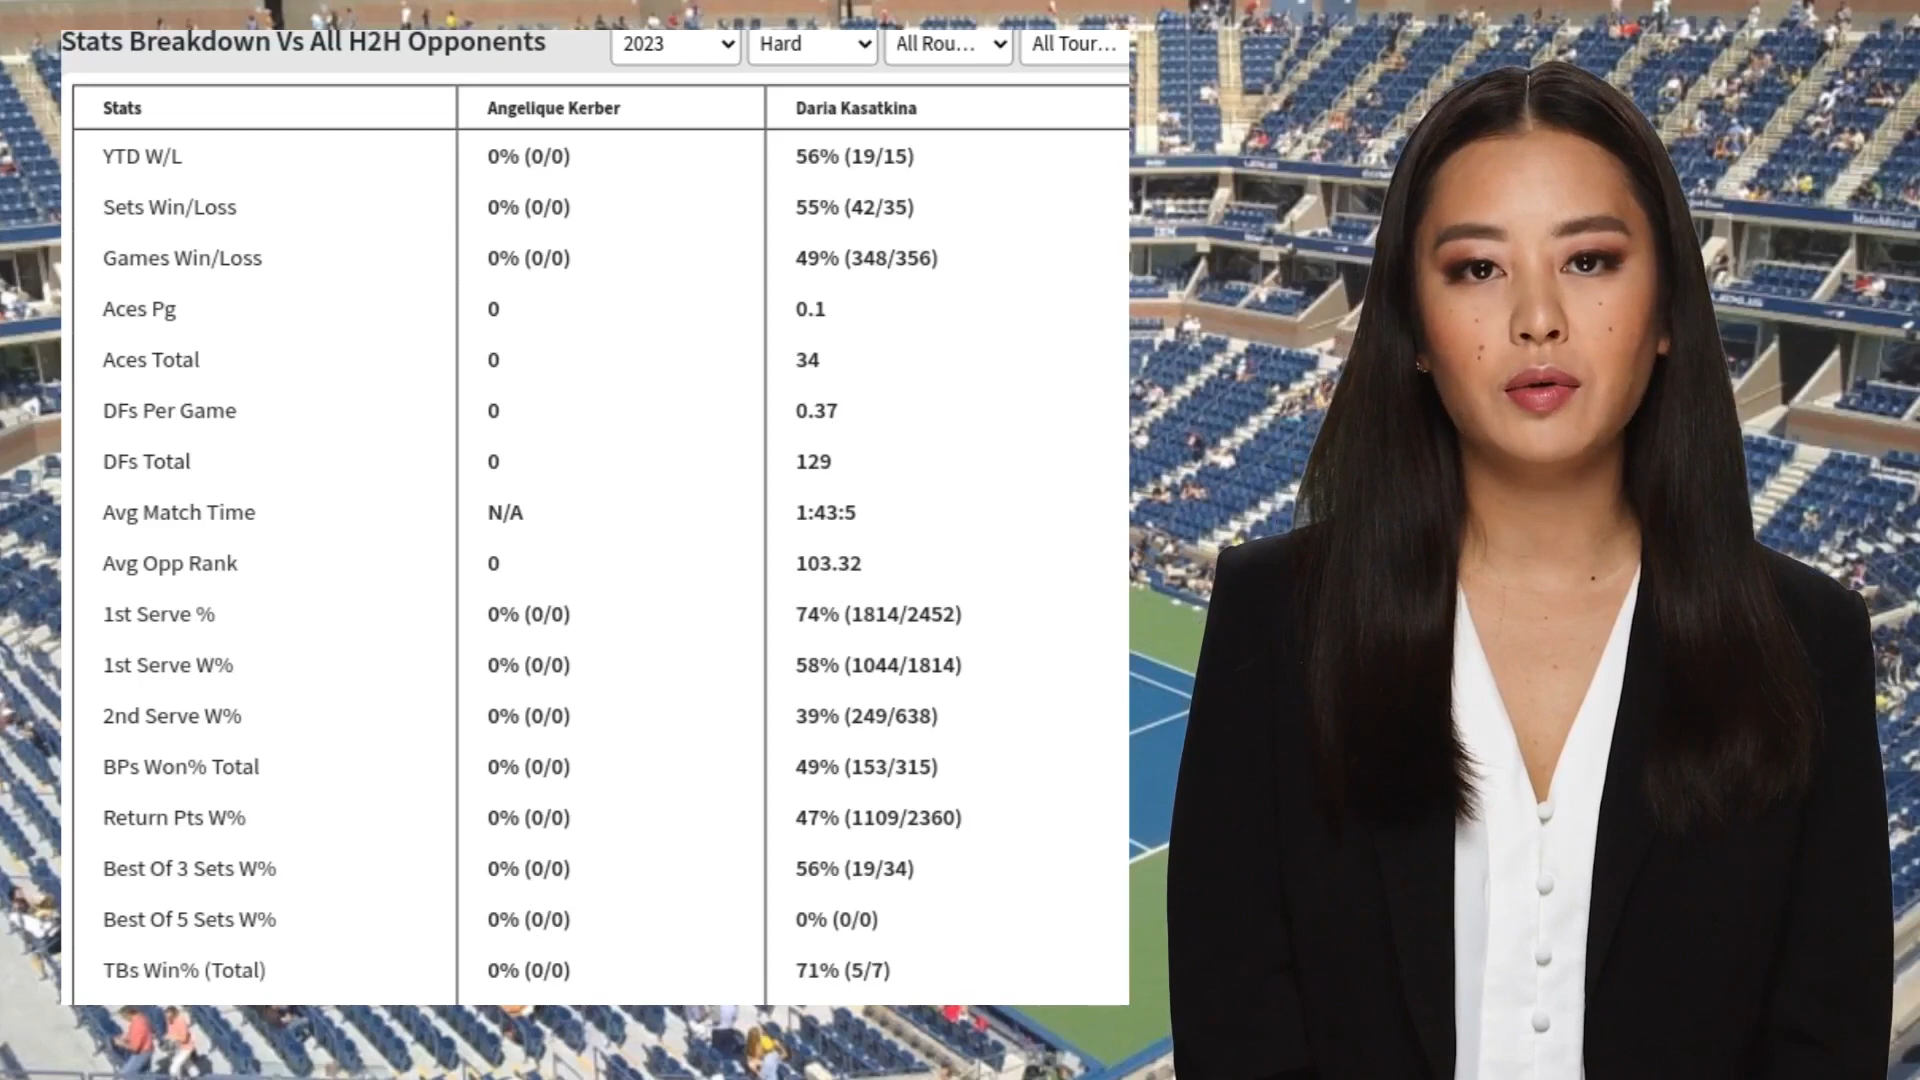 Stats Breakdown Vs All H2H Opponents 2023 Hard All Rou... All Tour...
Stats Angelique Kerber Daria Kasatkina
YTD W/L 0% (0/0) 56% (19/15)
Sets Win/Loss 0% (0/0) 55% (42/35)
Games Win/Loss 0% (0/0) 49% (348/356)
Aces Pg 0 0.1
Aces Total 0 34
DFs Per Game 0 0.37
DFs Total 0 129
Avg Match Time N/A 1:43:5
Avg Opp Rank 0 103.32
1st Serve % 0% (0/0) 74% (1814/2452)
1st Serve W% 0% (0/0) 58% (1044/1814)
2nd Serve W% 0% (0/0) 39% (249/638)
BPs Won% Total 0% (0/0) 49% (153/315)
Return Pts W% 0% (0/0) 47% (1109/2360)
Best Of 3 Sets W% 0% (0/0) 56% (19/34)
Best Of 5 Sets W% 0% (0/0) 0% (0/0)
TBs Win% (Total) 0% (0/0) 71% (5/7)
IBM
MassMutual